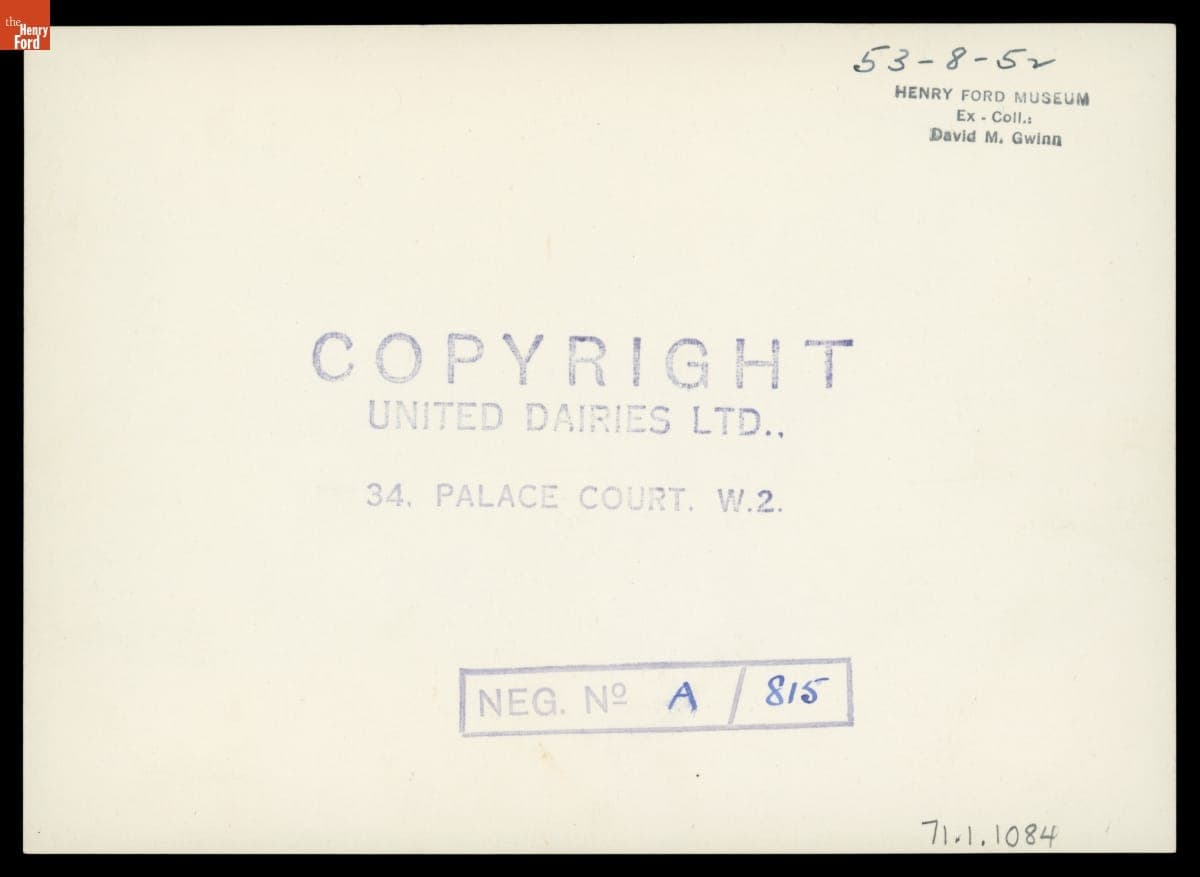 the
Henry
Ford
53-8-52
HENRY FORD MUSEUM
Ex - Coll.:
David M. Gwinn
COPYRIGHT
UNITED DAIRIES LTD.,
34. PALACE COURT. W.2.
NEG. Nº A / 815
71.1.1084